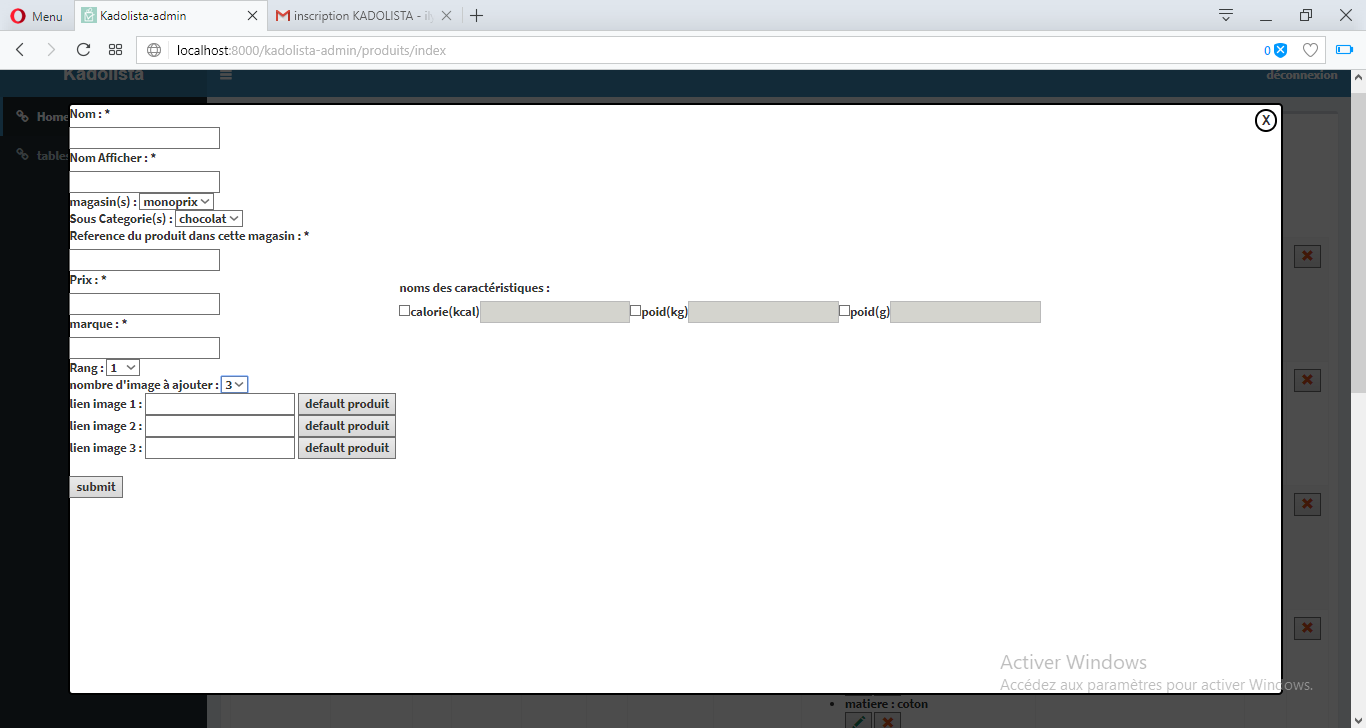 Menu
Kadolista-admin
inscription KADOLISTA - il
localhost:8000/kadolista-admin/produits/index
0
Kadolista
déconnexion
Home
tables
Nom : *
X
Nom Afficher : *
magasin(s) : monoprix
Sous Categorie(s) : chocolat
Reference du produit dans cette magasin : *
Prix : *
noms des caractéristiques :
calorie(kcal) poid(kg) poid(g)
marque : *
Rang : 1
nombre d'image à ajouter : 3
lien image 1 : default produit
lien image 2 : default produit
lien image 3 : default produit
submit
Activer Windows
Accédez aux paramètres pour activer Windows.
• matiere : coton